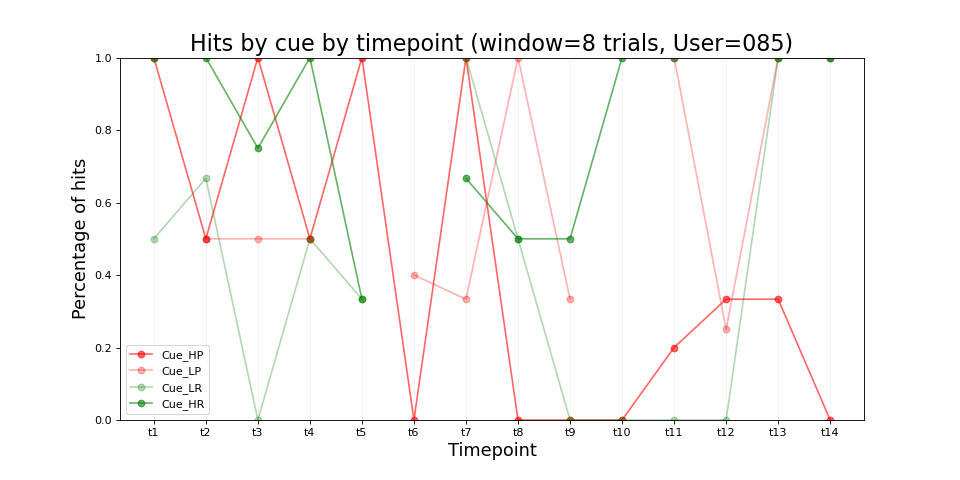 Hits by cue by timepoint (window=8 trials, User=085)
Percentage of hits
1.0
0.8
0.6
0.4
0.2
0.0
Cue_HP
Cue_LP
Cue_LR
Cue_HR
t1 t2 t3 t4 t5 t6 t7 t8 t9 t10 t11 t12 t13 t14
Timepoint